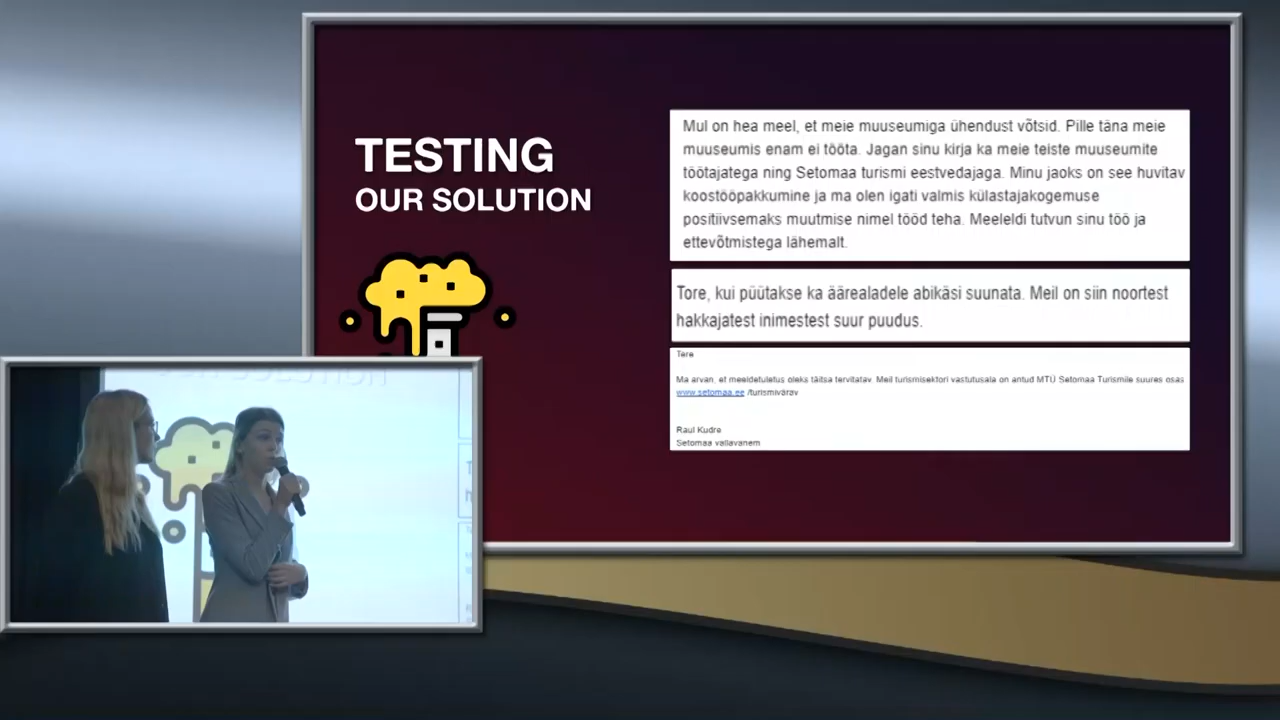 TESTING
OUR SOLUTION
Mul on hea meel, et meie muuseumiga ühendust võtsid. Pille täna meie
muuseumis enam ei tööta. Jagan sinu kirja ka meie teiste muuseumite
töötajatega ning Setomaa turismi eestvedajaga. Minu jaoks on see huvitav
koostööpakkumine ja ma olen igati valmis külastajakogemuse
positiivsemaks muutmise nimel tööd teha. Meeleldi tutvun sinu töö ja
ettevõtmistega lähemalt.
Tore, kui püütakse ka äärealadele abikäsi suunata. Meil on siin noortest
hakkajatest inimestest suur puudus.
Tere
Ma arvan, et meeldetuletus oleks täitsa tervitatav. Meil turismisektori vastutusala on antud MTÜ Setomaa Turismile suures osas
www.setomaa.ee /turismivärav
Raul Kudre
Setomaa vallavanem